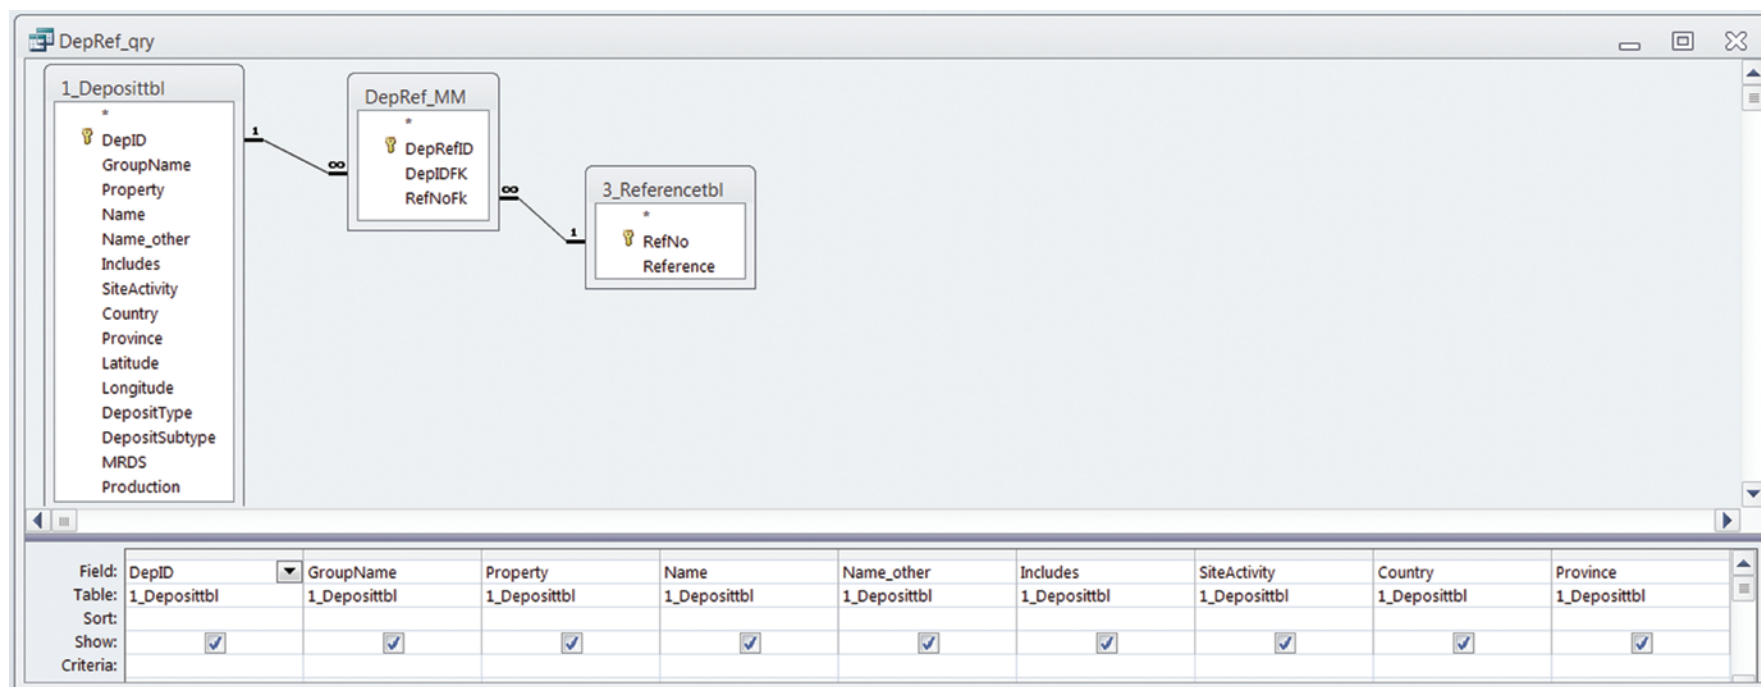 DepRef_qry
1_Deposittbl
*
DepID
GroupName
Property
Name
Name_other
Includes
SiteActivity
Country
Province
Latitude
Longitude
DepositType
DepositSubtype
MRDS
Production
1
∞
DepRef_MM
*
DepRefID
DepIDFK
RefNoFk
∞
1
3_Referencetbl
*
RefNo
Reference
Field: DepID GroupName Property Name Name_other Includes SiteActivity Country Province
Table: 1_Deposittbl 1_Deposittbl 1_Deposittbl 1_Deposittbl 1_Deposittbl 1_Deposittbl 1_Deposittbl 1_Deposittbl 1_Deposittbl
Sort:
Show:
Criteria: